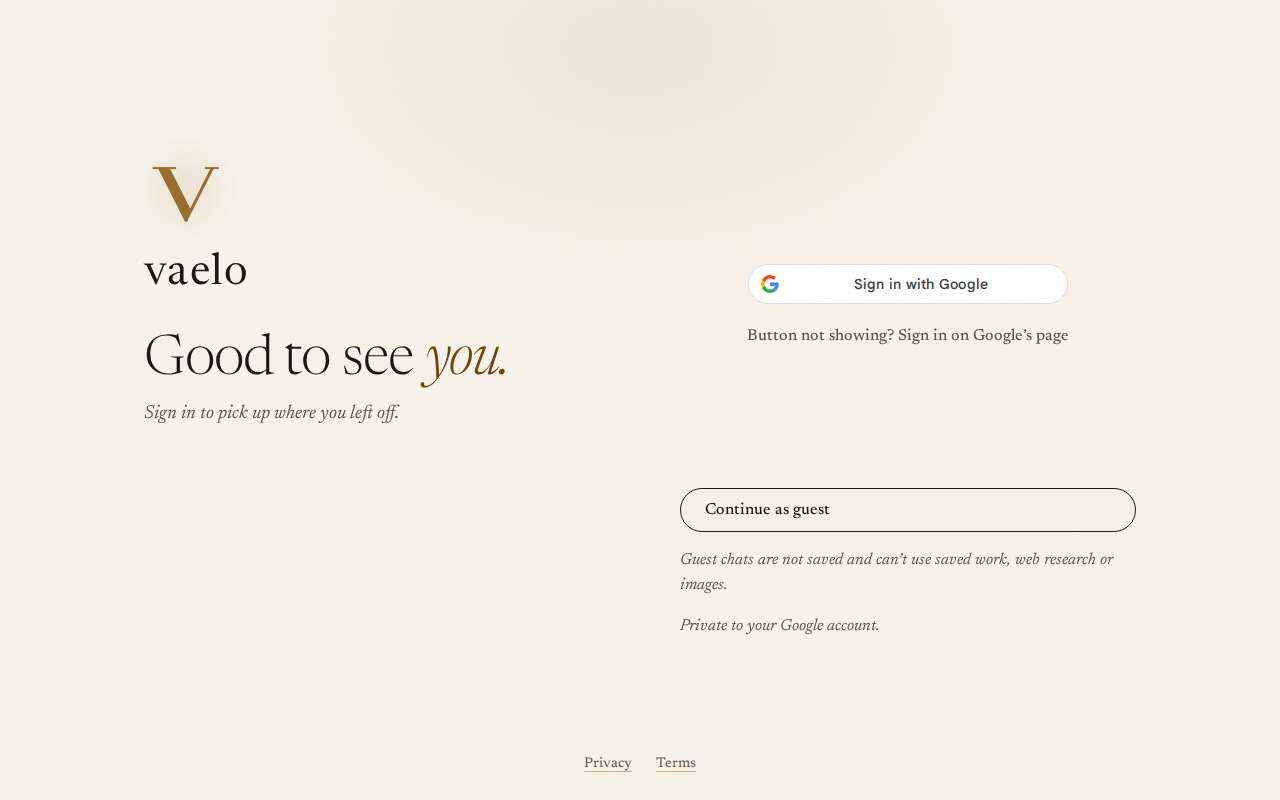 V
vaelo
Good to see you.
Sign in to pick up where you left off.
Sign in with Google
Button not showing? Sign in on Google’s page
Continue as guest
Guest chats are not saved and can’t use saved work, web research or
images.
Private to your Google account.
Privacy Terms